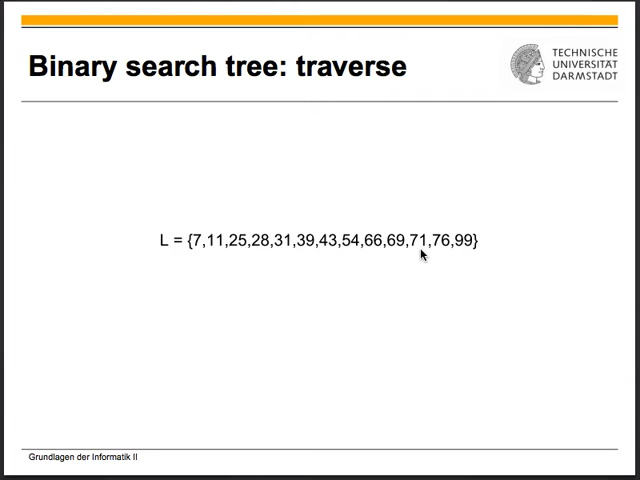 Binary search tree: traverse
TECHNISCHE
UNIVERSITÄT
DARMSTADT
L = {7,11,25,28,31,39,43,54,66,69,71,76,99}
Grundlagen der Informatik II